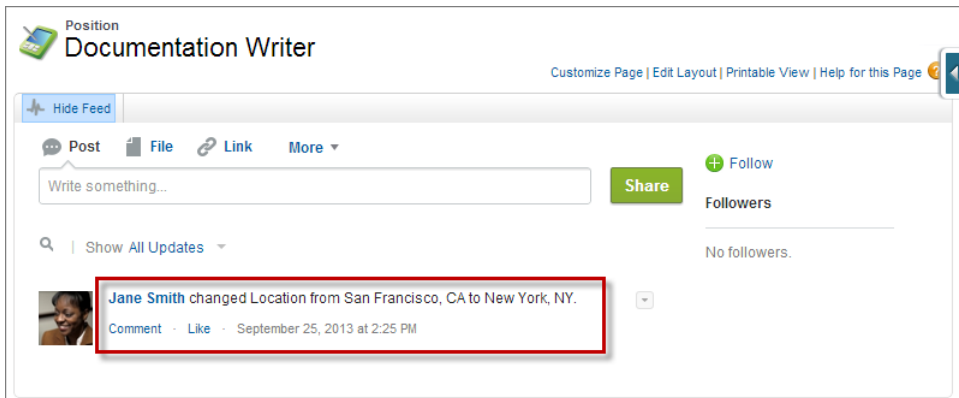 Position
Documentation Writer
Customize Page | Edit Layout | Printable View | Help for this Page ?
Hide Feed
Post File Link More
Write something... Share
Follow
Followers
No followers.
Show All Updates
Jane Smith changed Location from San Francisco, CA to New York, NY.
Comment · Like · September 25, 2013 at 2:25 PM